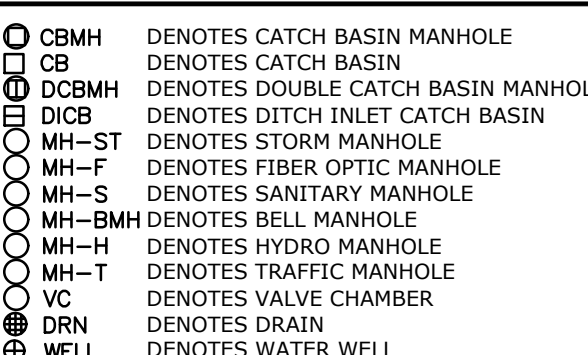 CBMH DENOTES CATCH BASIN MANHOLE
CB DENOTES CATCH BASIN
DCBMH DENOTES DOUBLE CATCH BASIN MANHOL
DICB DENOTES DITCH INLET CATCH BASIN
MH-ST DENOTES STORM MANHOLE
MH-F DENOTES FIBER OPTIC MANHOLE
MH-S DENOTES SANITARY MANHOLE
MH-BMH DENOTES BELL MANHOLE
MH-H DENOTES HYDRO MANHOLE
MH-T DENOTES TRAFFIC MANHOLE
VC DENOTES VALVE CHAMBER
DRN DENOTES DRAIN
WELL DENOTES WATER WELL